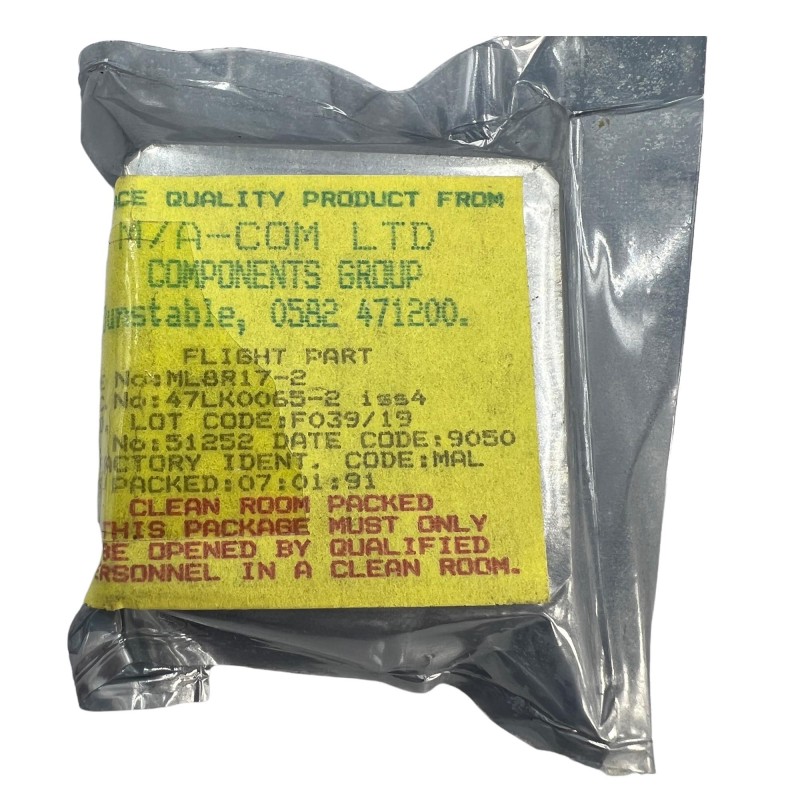 ACE QUALITY PRODUCT FROM
M/A-COM LTD
COMPONENTS GROUP
unstable, 0582 471200.
FLIGHT PART
No:ML8R17-2
No:47LK0065-2 iss4
. LOT CODE:F039/19
No:51252 DATE CODE:9050
ACTORY IDENT. CODE:MAL
PACKED:07:01:91
CLEAN ROOM PACKED
THIS PACKAGE MUST ONLY
BE OPENED BY QUALIFIED
RSONNEL IN A CLEAN ROOM.